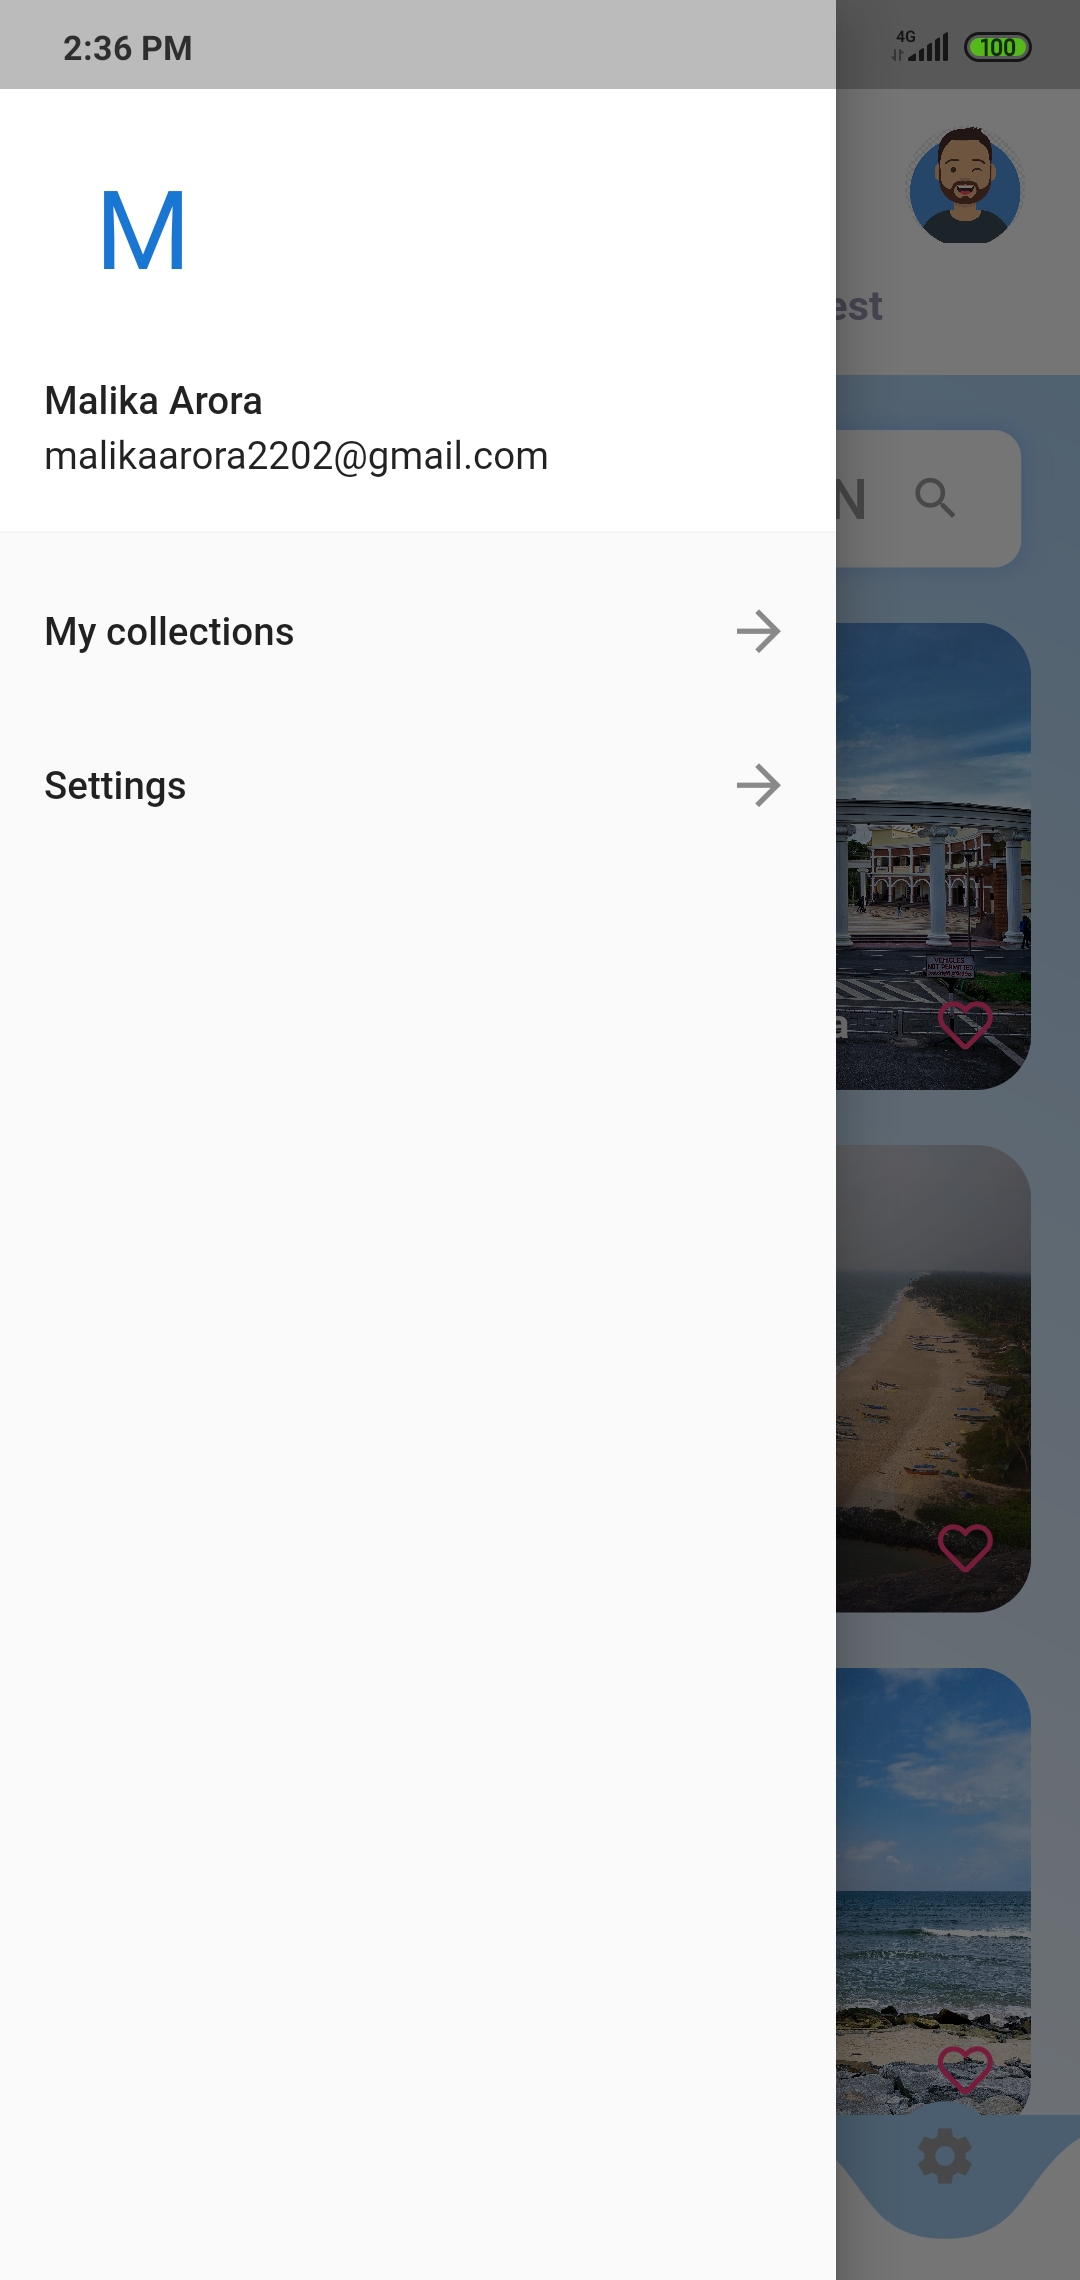 2:36 PM 4G 100
M
est
Malika Arora
malikaarora2202@gmail.com
N
My collections
Settings
VEHICLES
NOT PERMITTED
a